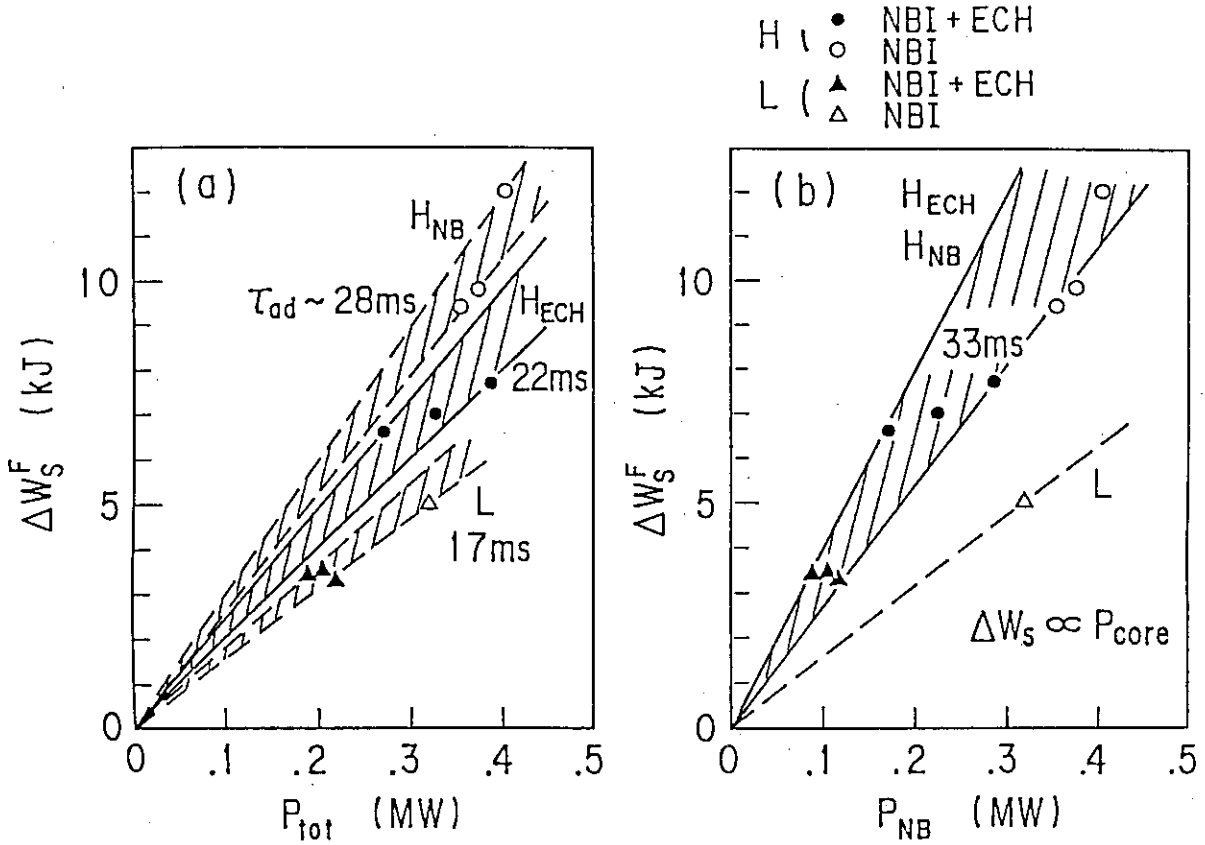 H ( ● NBI + ECH
○ NBI
L ( ▲ NBI + ECH
△ NBI
(a)
H_NB
τ_ad ~ 28ms
H_ECH
22ms
L
17ms
10
5
0
ΔW_S^F (kJ)
0 .1 .2 .3 .4 .5
P_tot (MW)
(b)
H_ECH
H_NB
33ms
L
ΔW_S ∝ P_core
10
5
0
ΔW_S^F (kJ)
0 .1 .2 .3 .4 .5
P_NB (MW)